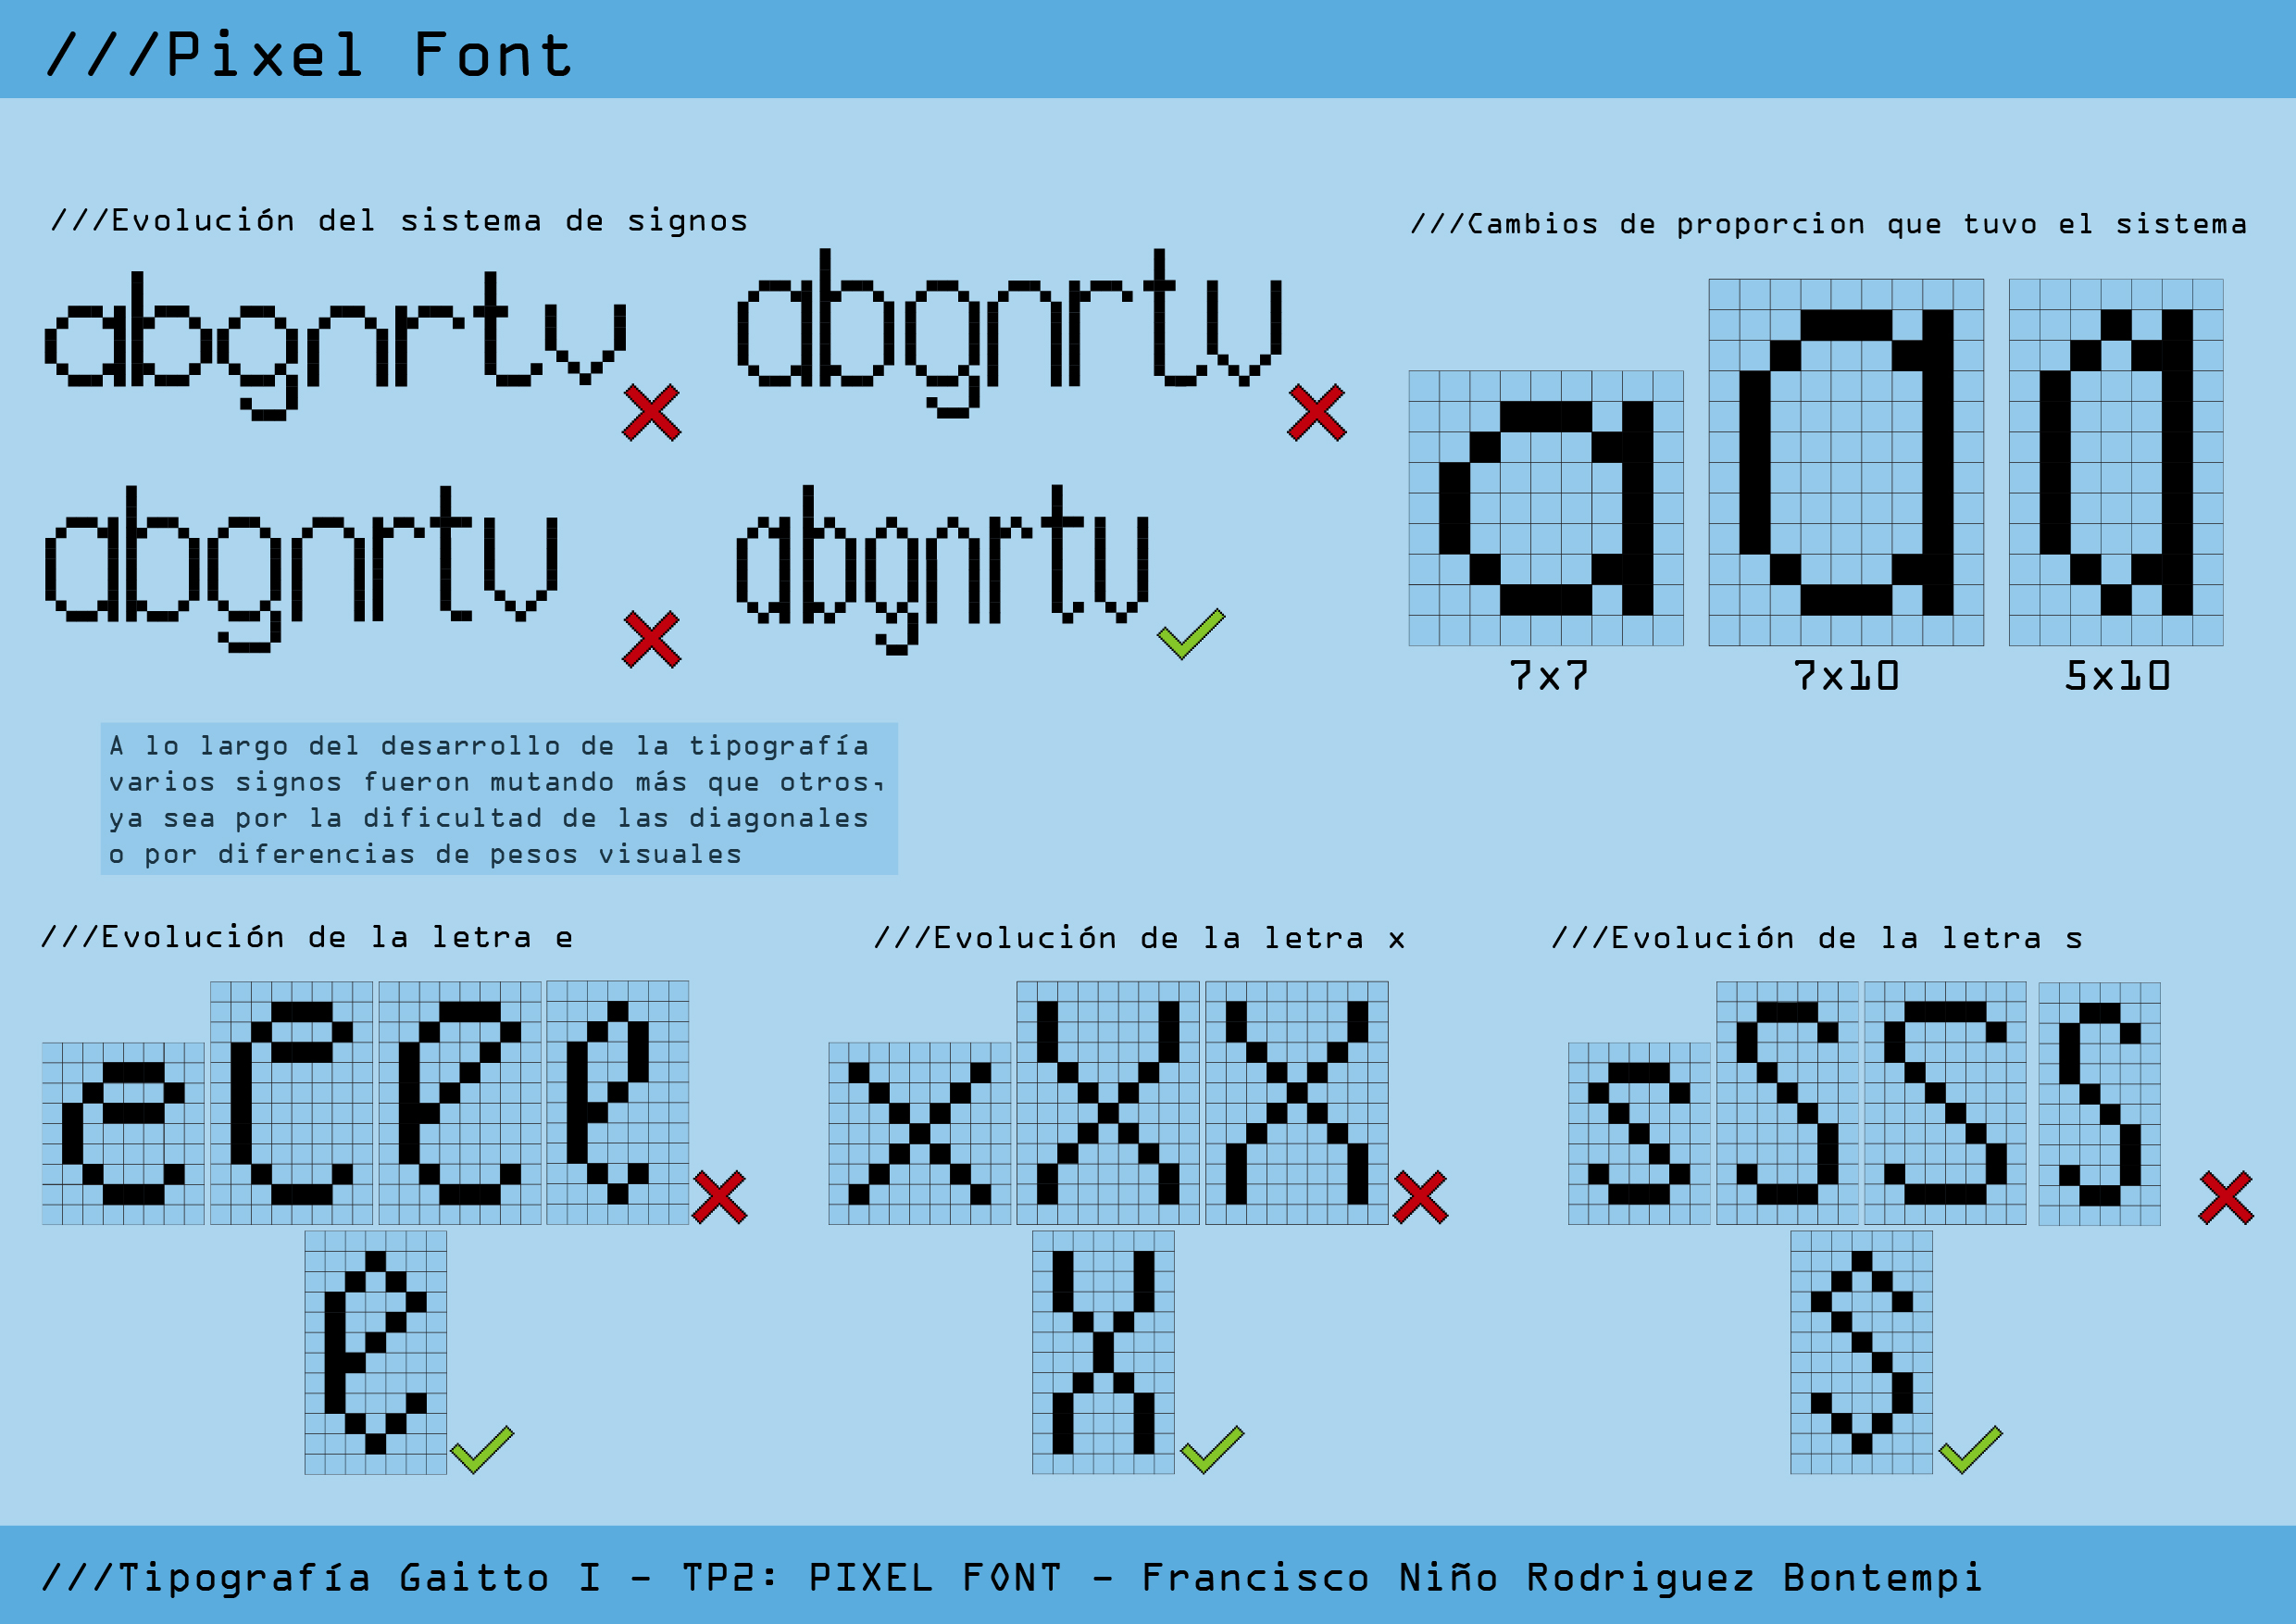 ///Pixel Font
///Evolución del sistema de signos
abgnrtv
abgnrtv
abgnrtv
abgnrtv
///Cambios de proporcion que tuvo el sistema
a a a
7x7 7x10 5x10
A lo largo del desarrollo de la tipografía
varios signos fueron mutando más que otros,
ya sea por la dificultad de las diagonales
o por diferencias de pesos visuales
///Evolución de la letra e
e e e e
e
///Evolución de la letra x
x x x
x
///Evolución de la letra s
s s s s
s
///Tipografía Gaitto I - TP2: PIXEL FONT - Francisco Niño Rodriguez Bontempi